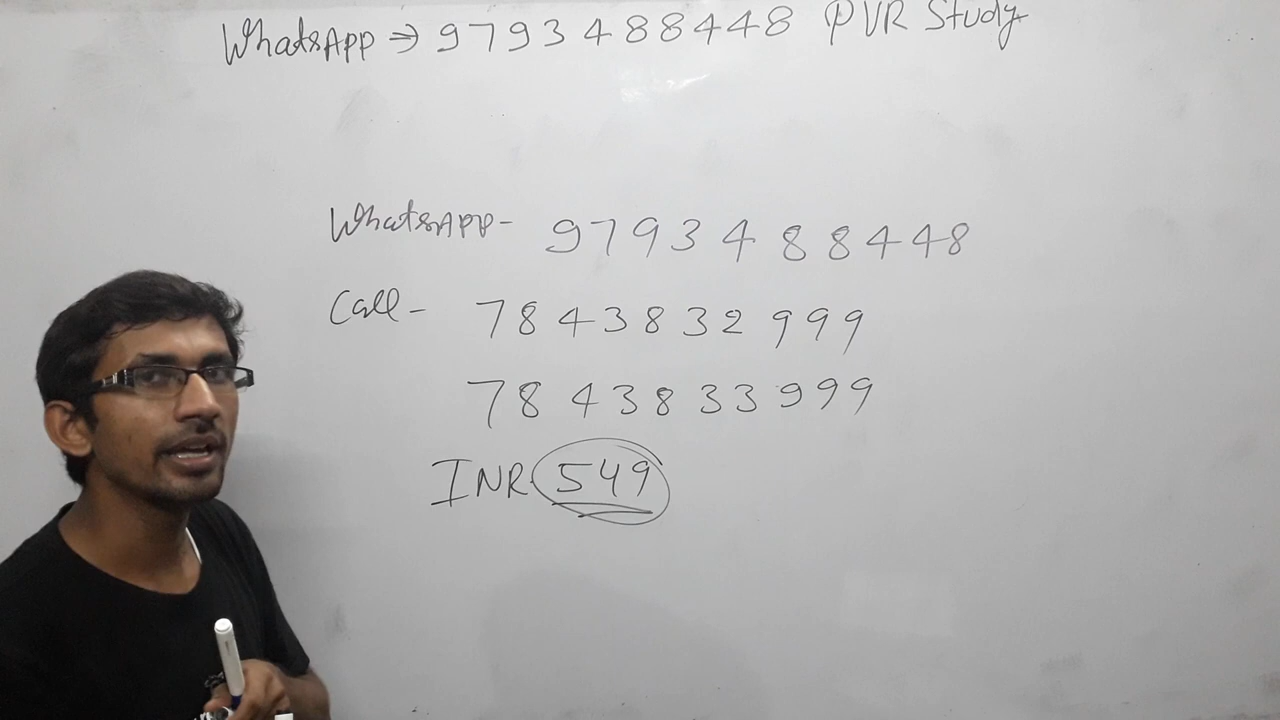 WhatsApp → 9793488448 PVR Study
WhatsApp - 9793488448
Call - 7843832999
7843833999
INR 549